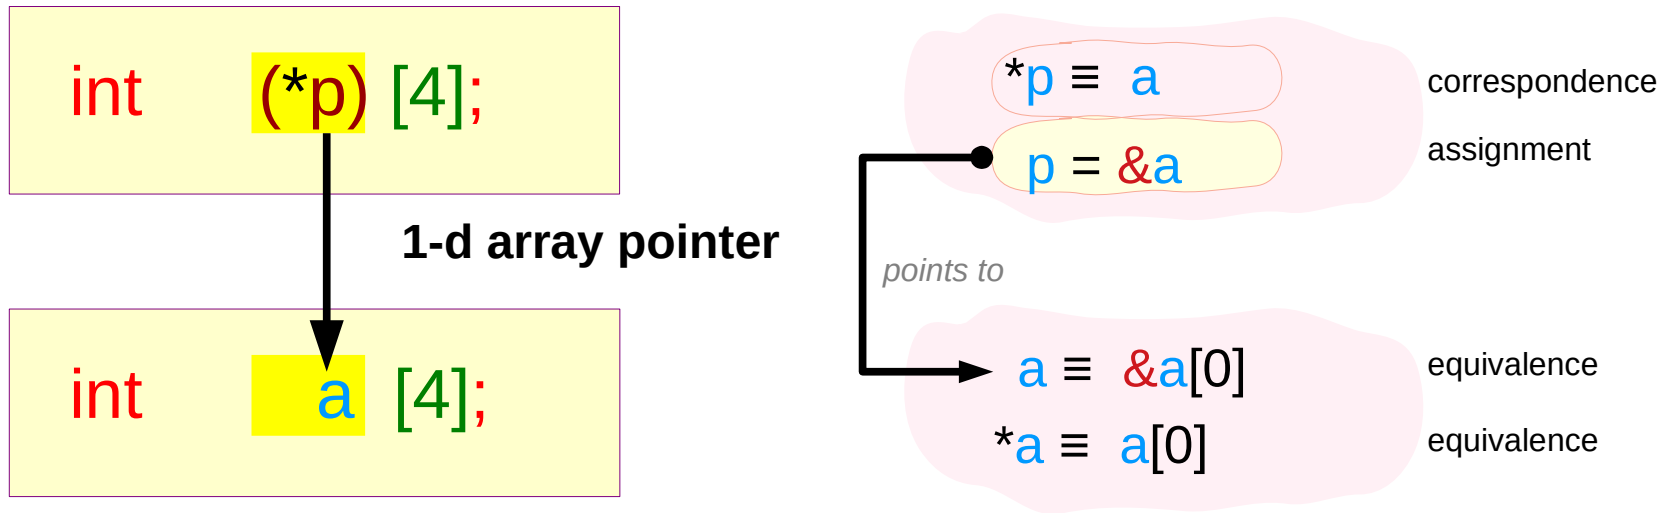 int (*p) [4];
1-d array pointer
int a [4];
*p ≡ a
correspondence
p = &a
assignment
points to
a ≡ &a[0]
equivalence
*a ≡ a[0]
equivalence